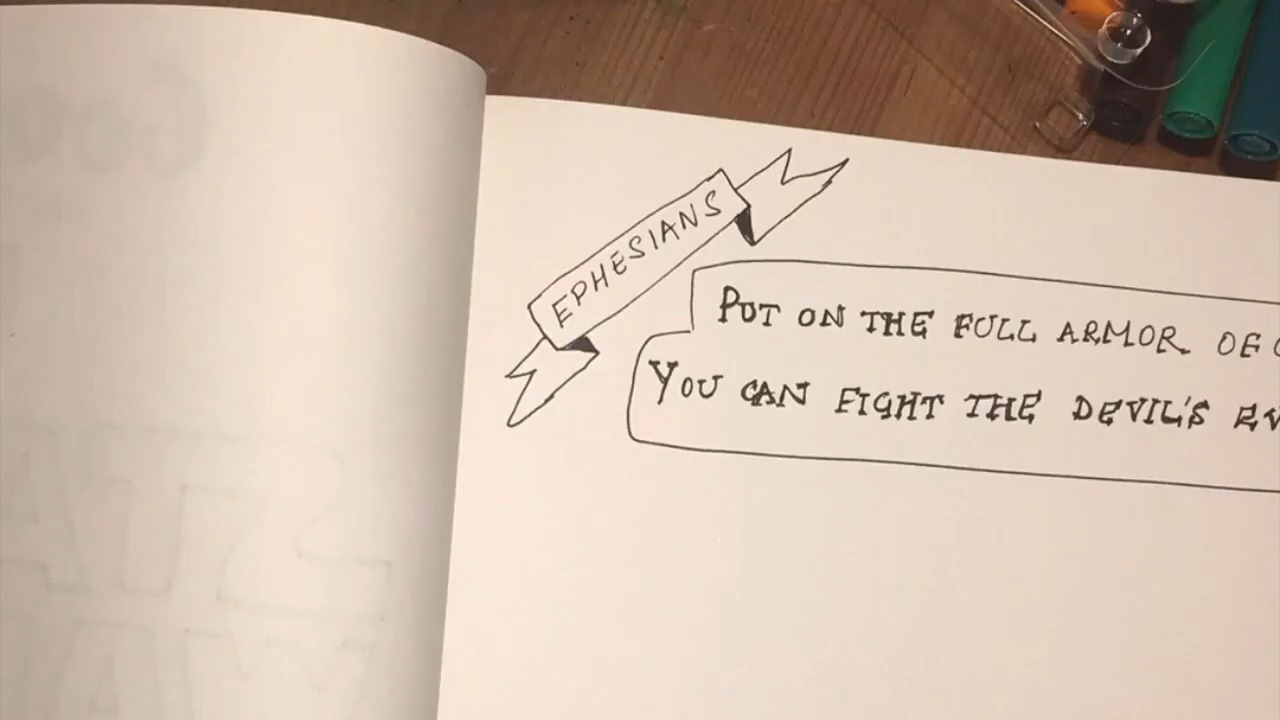 EPHESIANS
PUT ON THE FULL ARMOR OF
YOU CAN FIGHT THE DEVIL'S